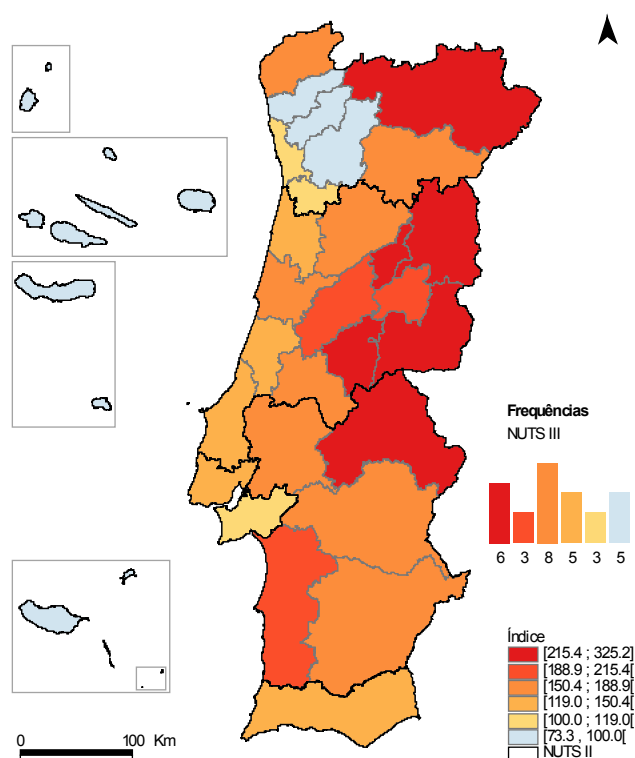 Frequências
NUTS III
6 3 8 5 3 5
Índice
[215.4 ; 325.2]
[188.9 ; 215.4[
[150.4 ; 188.9[
[119.0 ; 150.4[
[100.0 ; 119.0[
[73.3 , 100.0[
NUTS II
0 100 Km